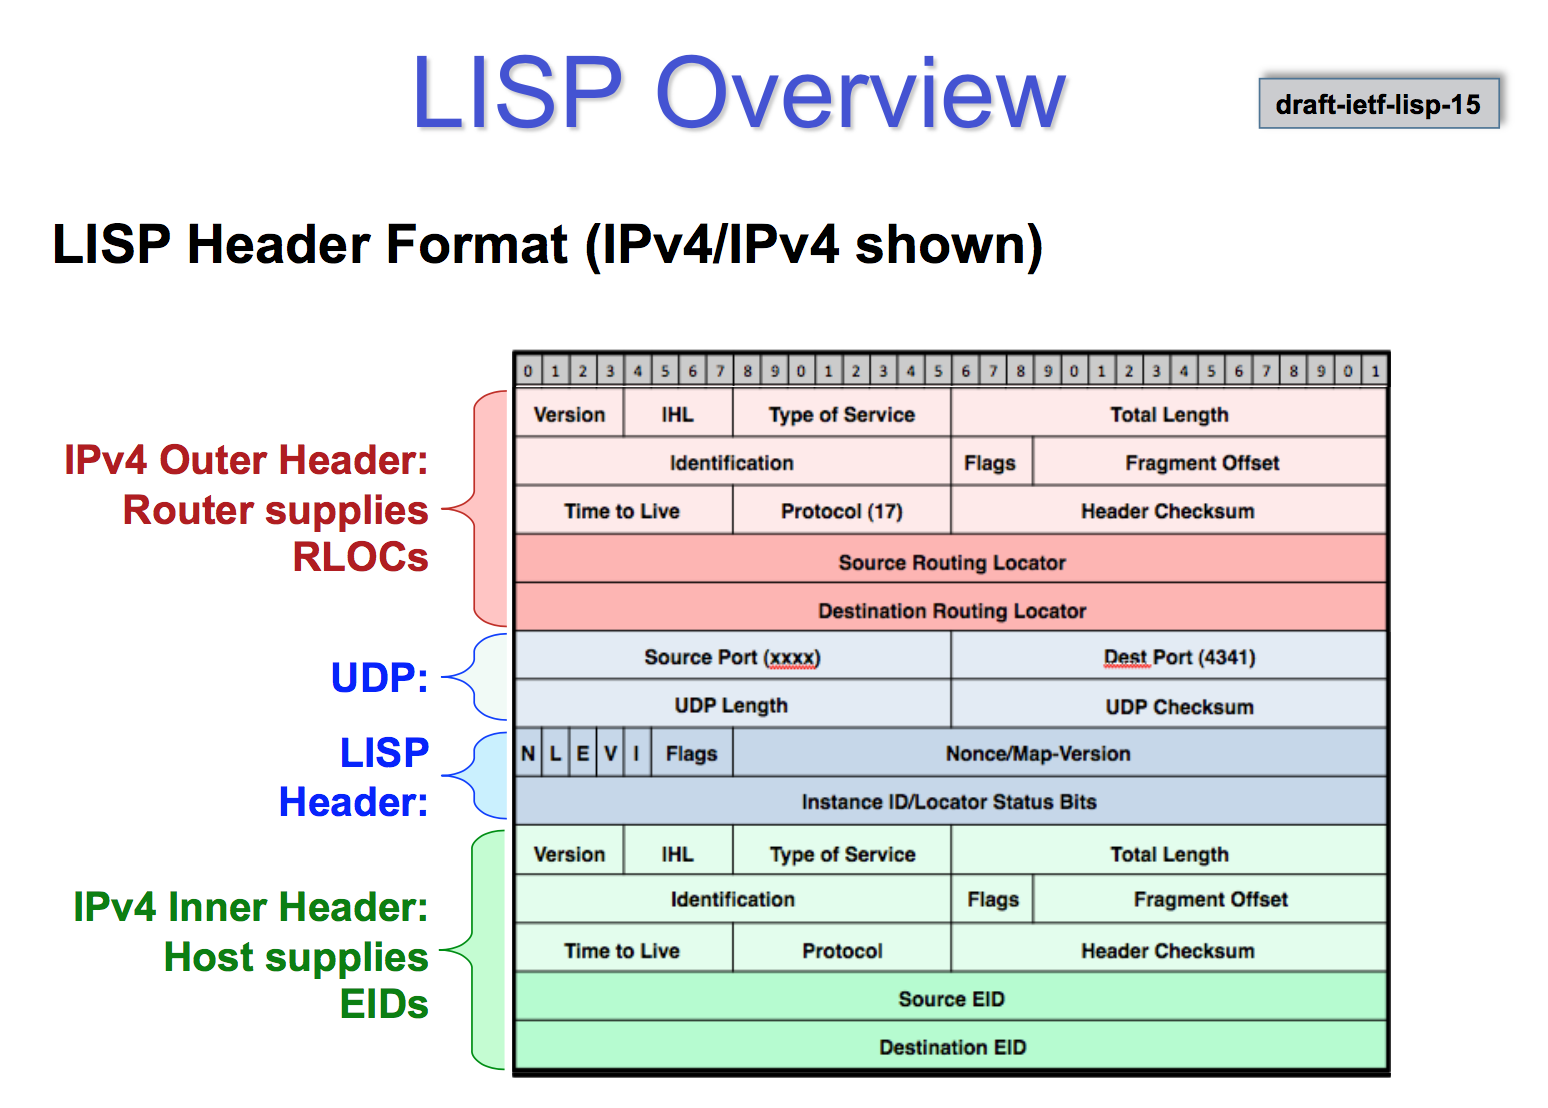 LISP Overview
draft-ietf-lisp-15
LISP Header Format (IPv4/IPv4 shown)
0 1 2 3 4 5 6 7 8 9 0 1 2 3 4 5 6 7 8 9 0 1 2 3 4 5 6 7 8 9 0 1
IPv4 Outer Header:
Router supplies
RLOCs
Version IHL Type of Service Total Length
Identification Flags Fragment Offset
Time to Live Protocol (17) Header Checksum
Source Routing Locator
Destination Routing Locator
UDP:
Source Port (xxxx) Dest Port (4341)
UDP Length UDP Checksum
LISP
Header:
N L E V I Flags Nonce/Map-Version
Instance ID/Locator Status Bits
IPv4 Inner Header:
Host supplies
EIDs
Version IHL Type of Service Total Length
Identification Flags Fragment Offset
Time to Live Protocol Header Checksum
Source EID
Destination EID